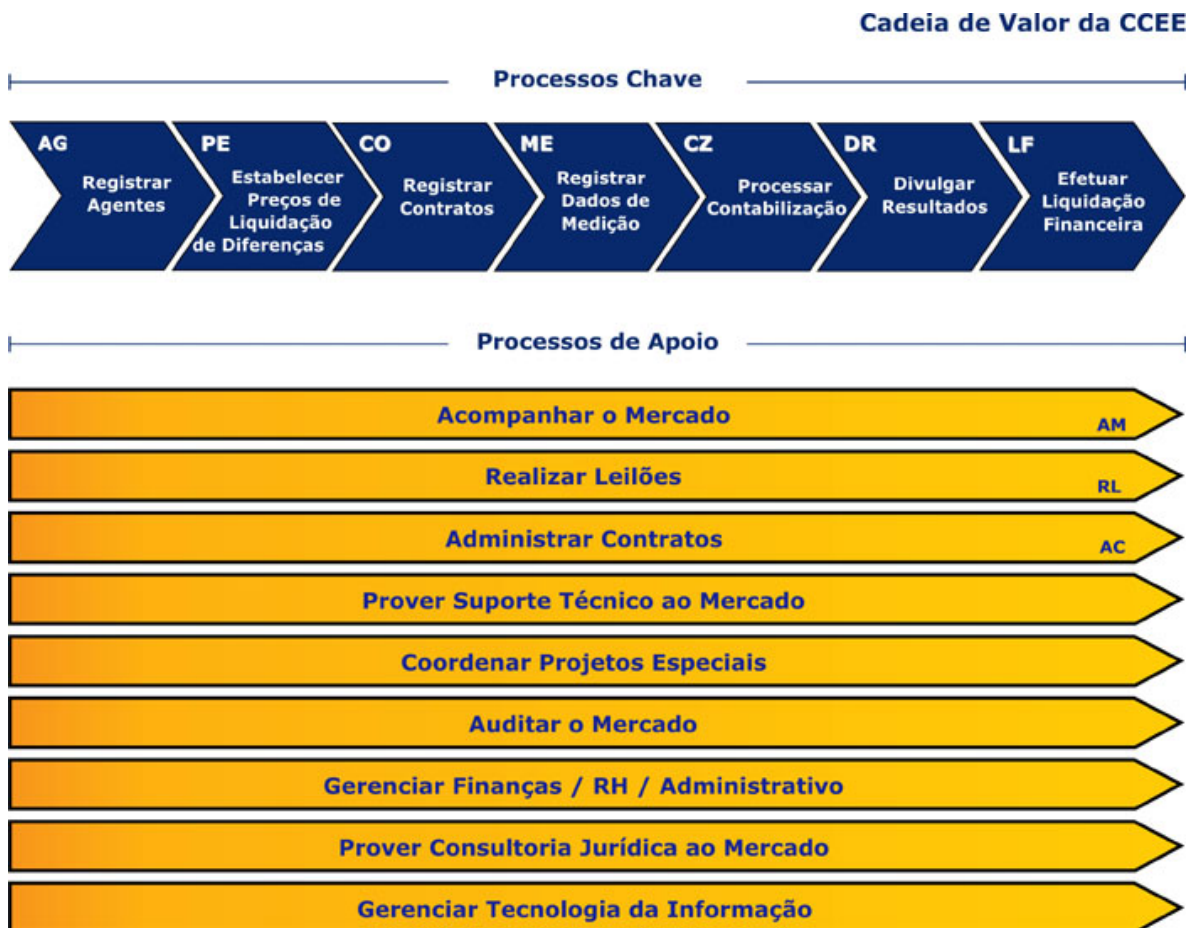 Cadeia de Valor da CCEE
Processos Chave
AG
Registrar
Agentes
PE
Estabelecer
Preços de
Liquidação
de Diferenças
CO
Registrar
Contratos
ME
Registrar
Dados de
Medição
CZ
Processar
Contabilização
DR
Divulgar
Resultados
LF
Efetuar
Liquidação
Financeira
Processos de Apoio
Acompanhar o Mercado
AM
Realizar Leilões
RL
Administrar Contratos
AC
Prover Suporte Técnico ao Mercado
Coordenar Projetos Especiais
Auditar o Mercado
Gerenciar Finanças / RH / Administrativo
Prover Consultoria Jurídica ao Mercado
Gerenciar Tecnologia da Informação